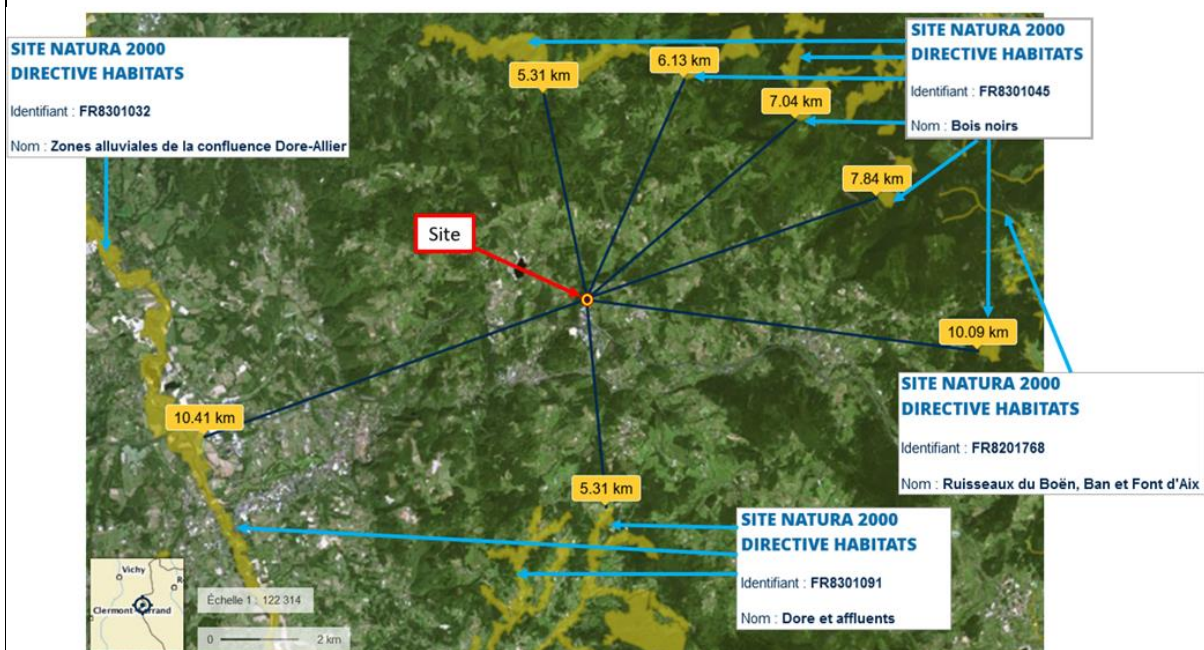 SITE NATURA 2000
DIRECTIVE HABITATS
Identifiant : FR8301032
Nom : Zones alluviales de la confluence Dore-Allier
SITE NATURA 2000
DIRECTIVE HABITATS
Identifiant : FR8301045
Nom : Bois noirs
5.31 km
6.13 km
7.04 km
7.84 km
Site
10.09 km
10.41 km
5.31 km
SITE NATURA 2000
DIRECTIVE HABITATS
Identifiant : FR8201768
Nom : Ruisseaux du Boën, Ban et Font d'Aix
SITE NATURA 2000
DIRECTIVE HABITATS
Identifiant : FR8301091
Nom : Dore et affluents
Vichy
Échelle 1 : 122 314
0 2 km